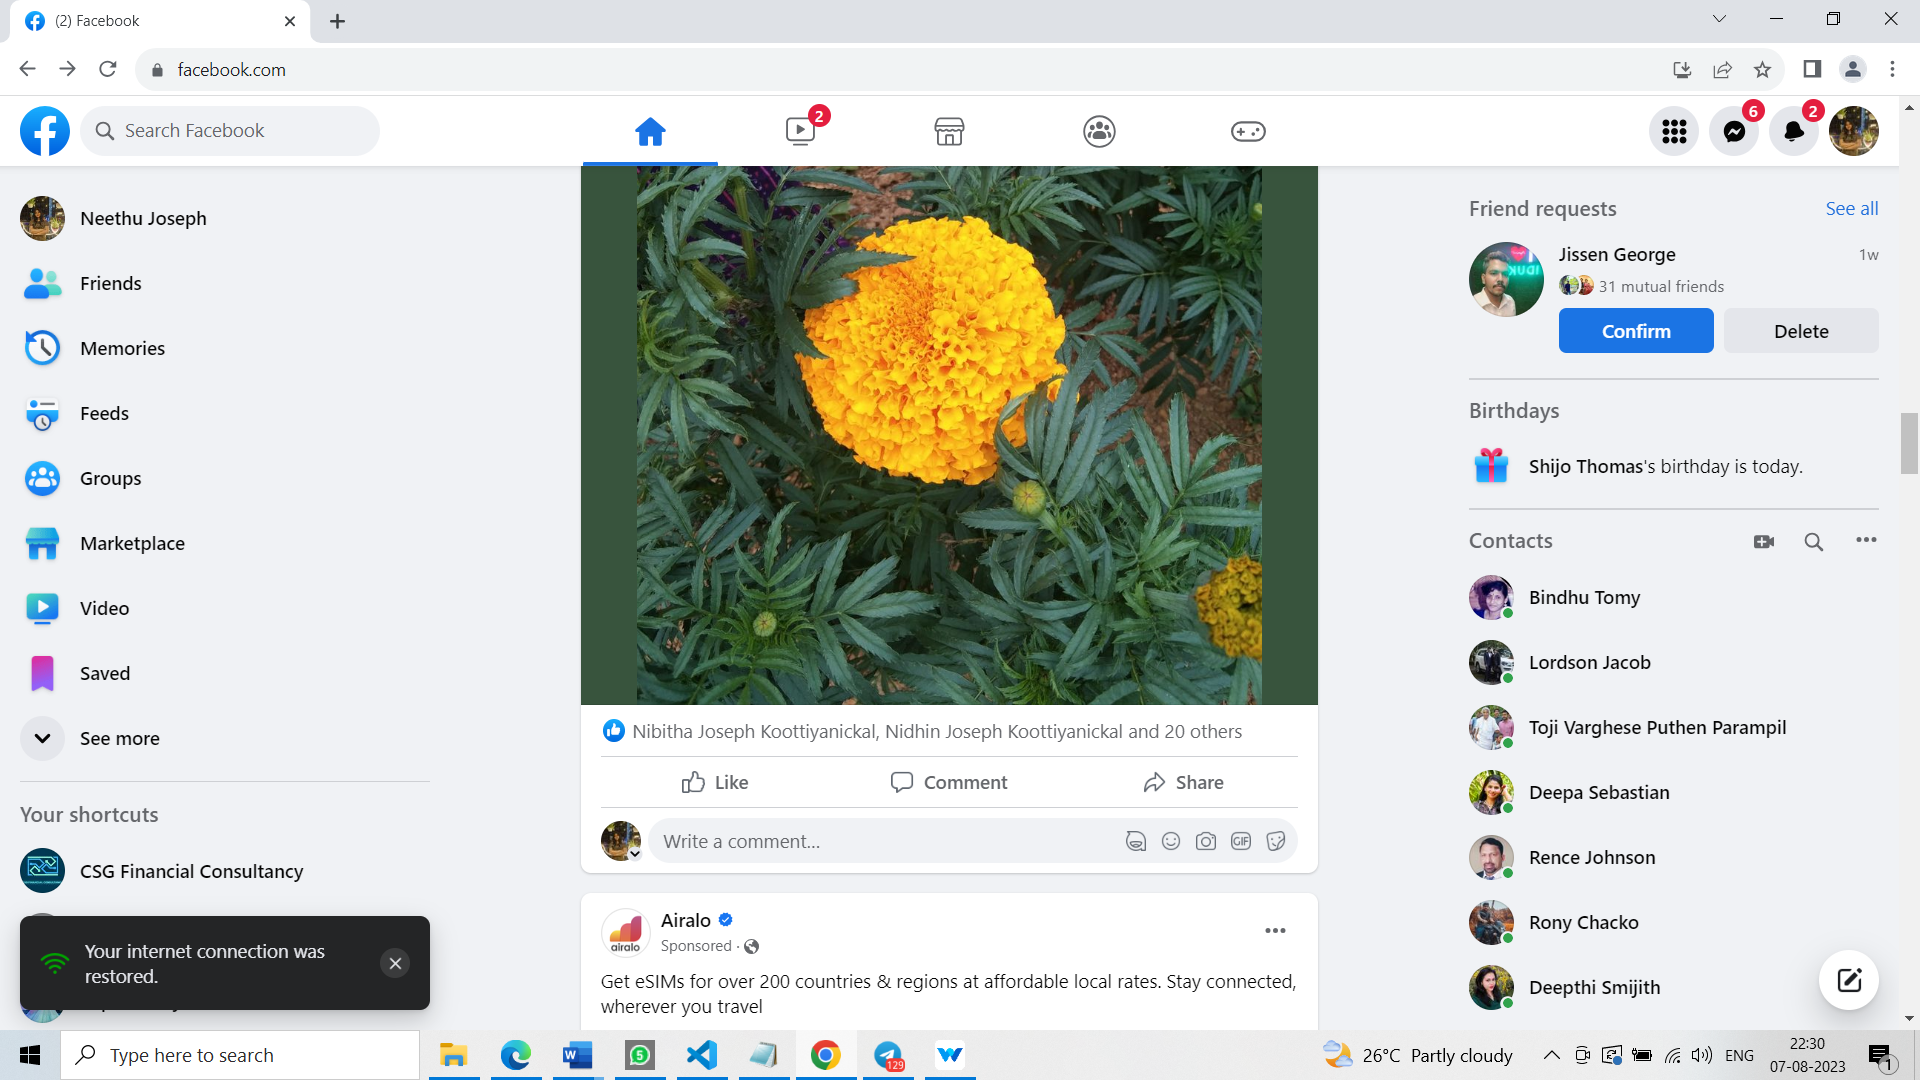 (2) Facebook
facebook.com
Search Facebook
2
6
2
Neethu Joseph
Friends
Memories
Feeds
Groups
Marketplace
Video
Saved
See more
Your shortcuts
CSG Financial Consultancy
Your internet connection was
restored.
Nibitha Joseph Koottiyanickal, Nidhin Joseph Koottiyanickal and 20 others
Like
Comment
Share
Write a comment...
GIF
airalo
Airalo
Sponsored ·
Get eSIMs for over 200 countries & regions at affordable local rates. Stay connected,
wherever you travel
Friend requests
See all
Jissen George
1w
31 mutual friends
Confirm
Delete
Birthdays
Shijo Thomas's birthday is today.
Contacts
Bindhu Tomy
Lordson Jacob
Toji Varghese Puthen Parampil
Deepa Sebastian
Rence Johnson
Rony Chacko
Deepthi Smijith
Type here to search
5
129
26°C Partly cloudy
ENG
22:30
07-08-2023
1